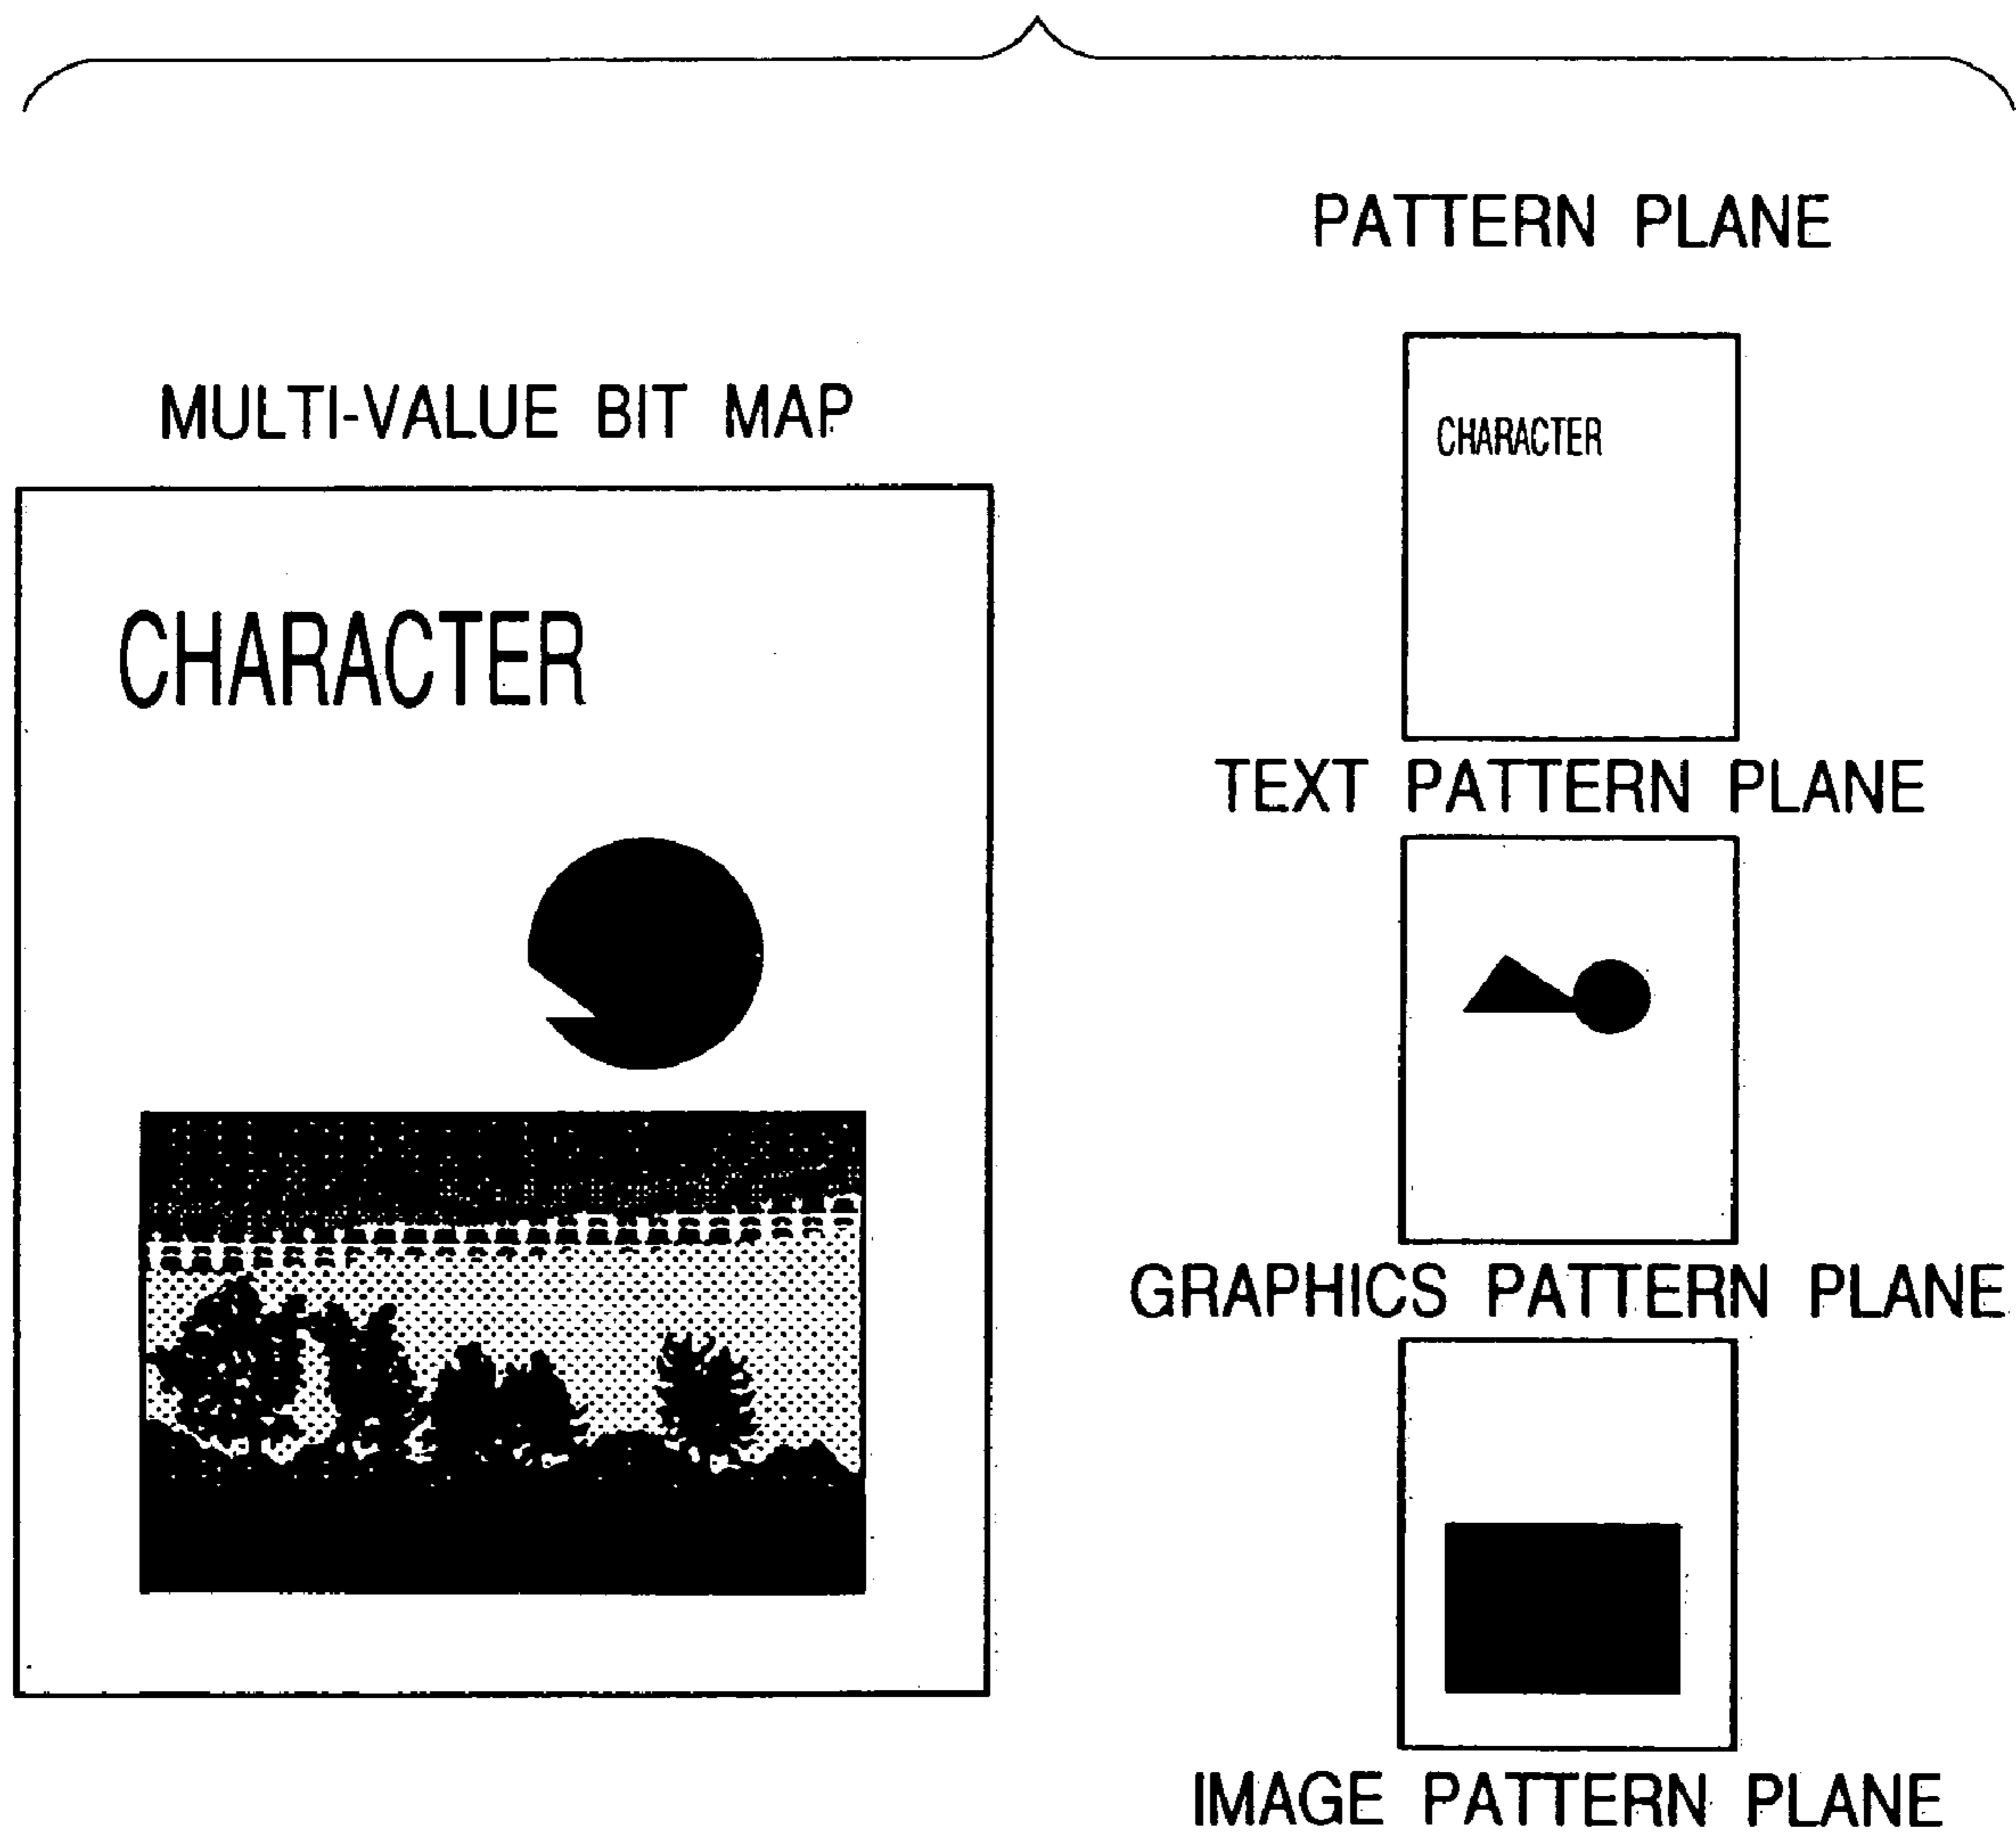 PATTERN PLANE
MULTI-VALUE BIT MAP
CHARACTER
CHARACTER
TEXT PATTERN PLANE
GRAPHICS PATTERN PLANE
IMAGE PATTERN PLANE